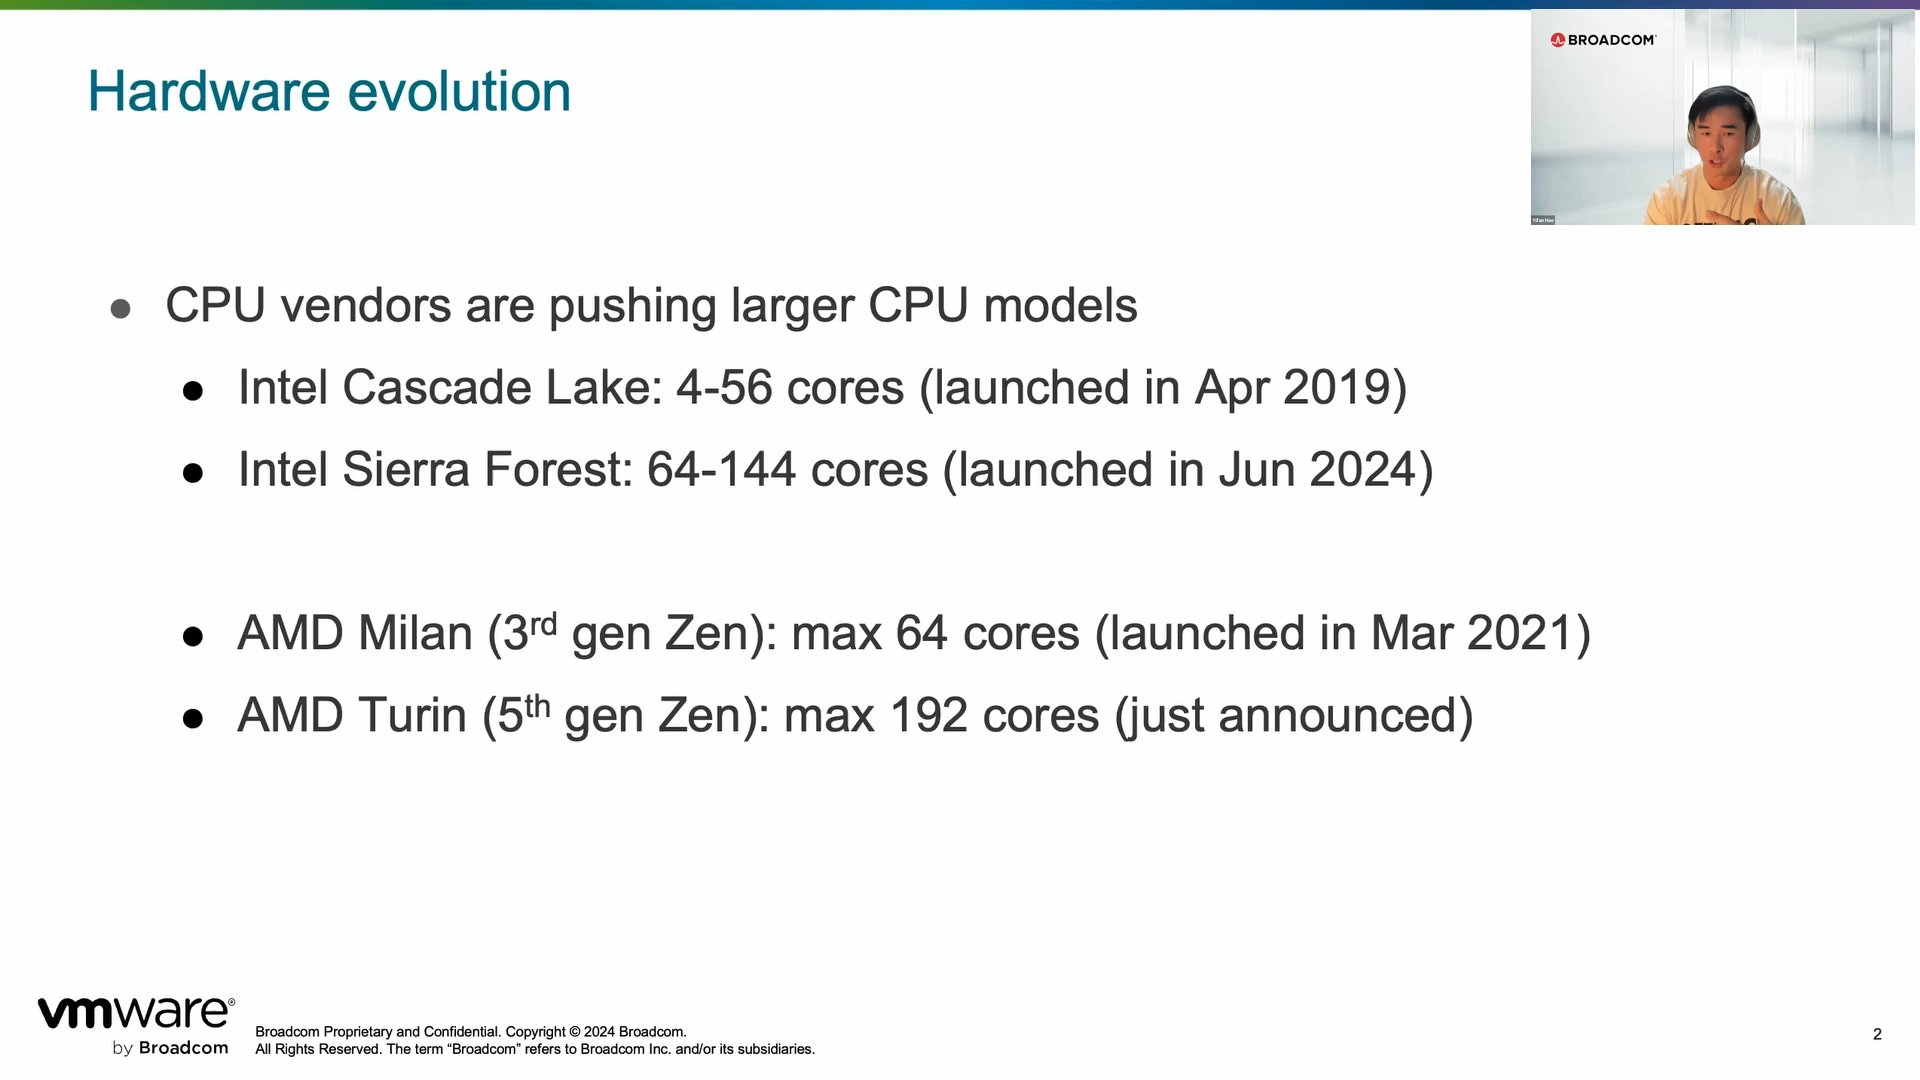 Hardware evolution
BROADCOM
Yifan Hao
● CPU vendors are pushing larger CPU models
● Intel Cascade Lake: 4-56 cores (launched in Apr 2019)
● Intel Sierra Forest: 64-144 cores (launched in Jun 2024)
● AMD Milan (3rd gen Zen): max 64 cores (launched in Mar 2021)
● AMD Turin (5th gen Zen): max 192 cores (just announced)
vmware®
by Broadcom
Broadcom Proprietary and Confidential. Copyright © 2024 Broadcom.
All Rights Reserved. The term “Broadcom” refers to Broadcom Inc. and/or its subsidiaries.
2